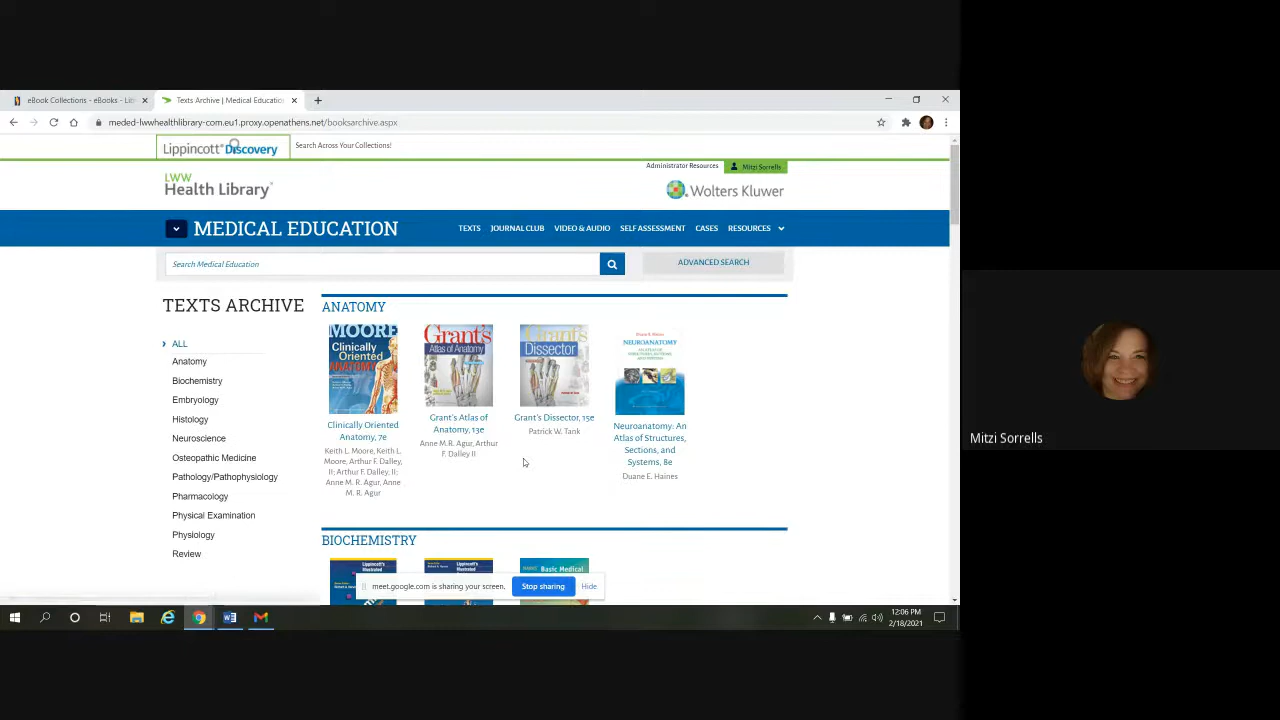 eBook Collections - eBooks - Lib
Texts Archive | Medical Educatio
meded-lwwhealthlibrary-com.eu1.proxy.openathens.net/booksarchive.aspx
Lippincott® Discovery
Search Across Your Collections!
Administrator Resources
Mitzi Sorrells
LWW
Health Library
Wolters Kluwer
MEDICAL EDUCATION
TEXTS
JOURNAL CLUB
VIDEO & AUDIO
SELF ASSESSMENT
CASES
RESOURCES
Search Medical Education
ADVANCED SEARCH
TEXTS ARCHIVE
ALL
Anatomy
Biochemistry
Embryology
Histology
Neuroscience
Osteopathic Medicine
Pathology/Pathophysiology
Pharmacology
Physical Examination
Physiology
Review
ANATOMY
MOORE
Clinically
Oriented
ANATOMY
Clinically Oriented
Anatomy, 7e
Keith L. Moore, Keith L.
Moore, Arthur F. Dalley,
II; Arthur F. Dalley, II;
Anne M. R. Agur, Anne
M. R. Agur
Grant's
Atlas of Anatomy
Grant's Atlas of
Anatomy, 13e
Anne M.R. Agur, Arthur
F. Dalley II
Grant's
Dissector
Grant's Dissector, 15e
Patrick W. Tank
NEUROANATOMY
Neuroanatomy: An
Atlas of Structures,
Sections, and
Systems, 8e
Duane E. Haines
BIOCHEMISTRY
Lippincott's
Lippincott's
Basic Medical
meet.google.com is sharing your screen.
Stop sharing
Hide
12:06 PM
2/18/2021
Mitzi Sorrells